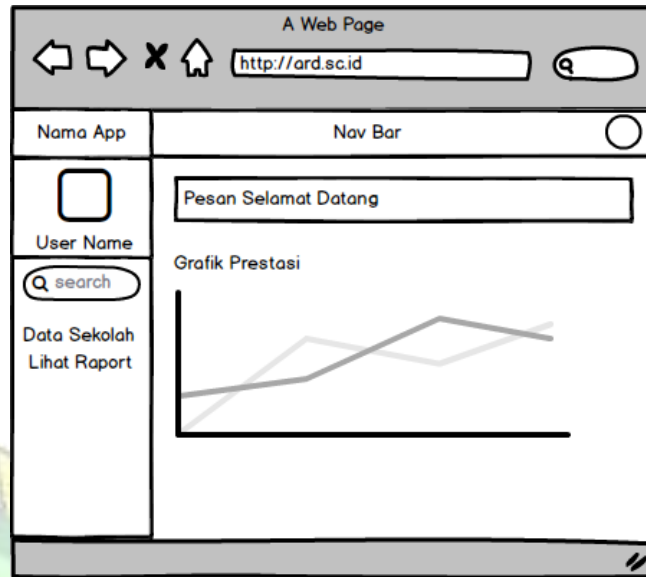 A Web Page
http://ard.sc.id
Nama App
Nav Bar
User Name
search
Data Sekolah
Lihat Raport
Pesan Selamat Datang
Grafik Prestasi